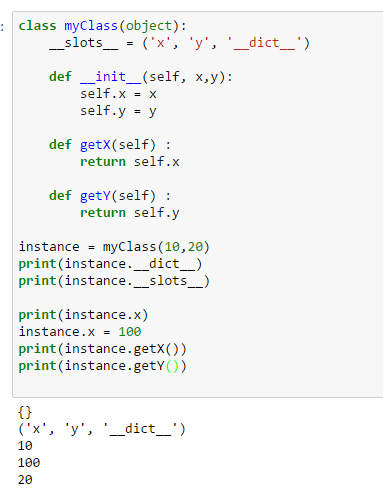 :
class myClass(object):
    __slots__ = ('x', 'y', '__dict__')
    def __init__(self, x,y):
        self.x = x
        self.y = y
    def getX(self) :
        return self.x
    def getY(self) :
        return self.y
instance = myClass(10,20)
print(instance.__dict__)
print(instance.__slots__)
print(instance.x)
instance.x = 100
print(instance.getX())
print(instance.getY())
{}
('x', 'y', '__dict__')
10
100
20